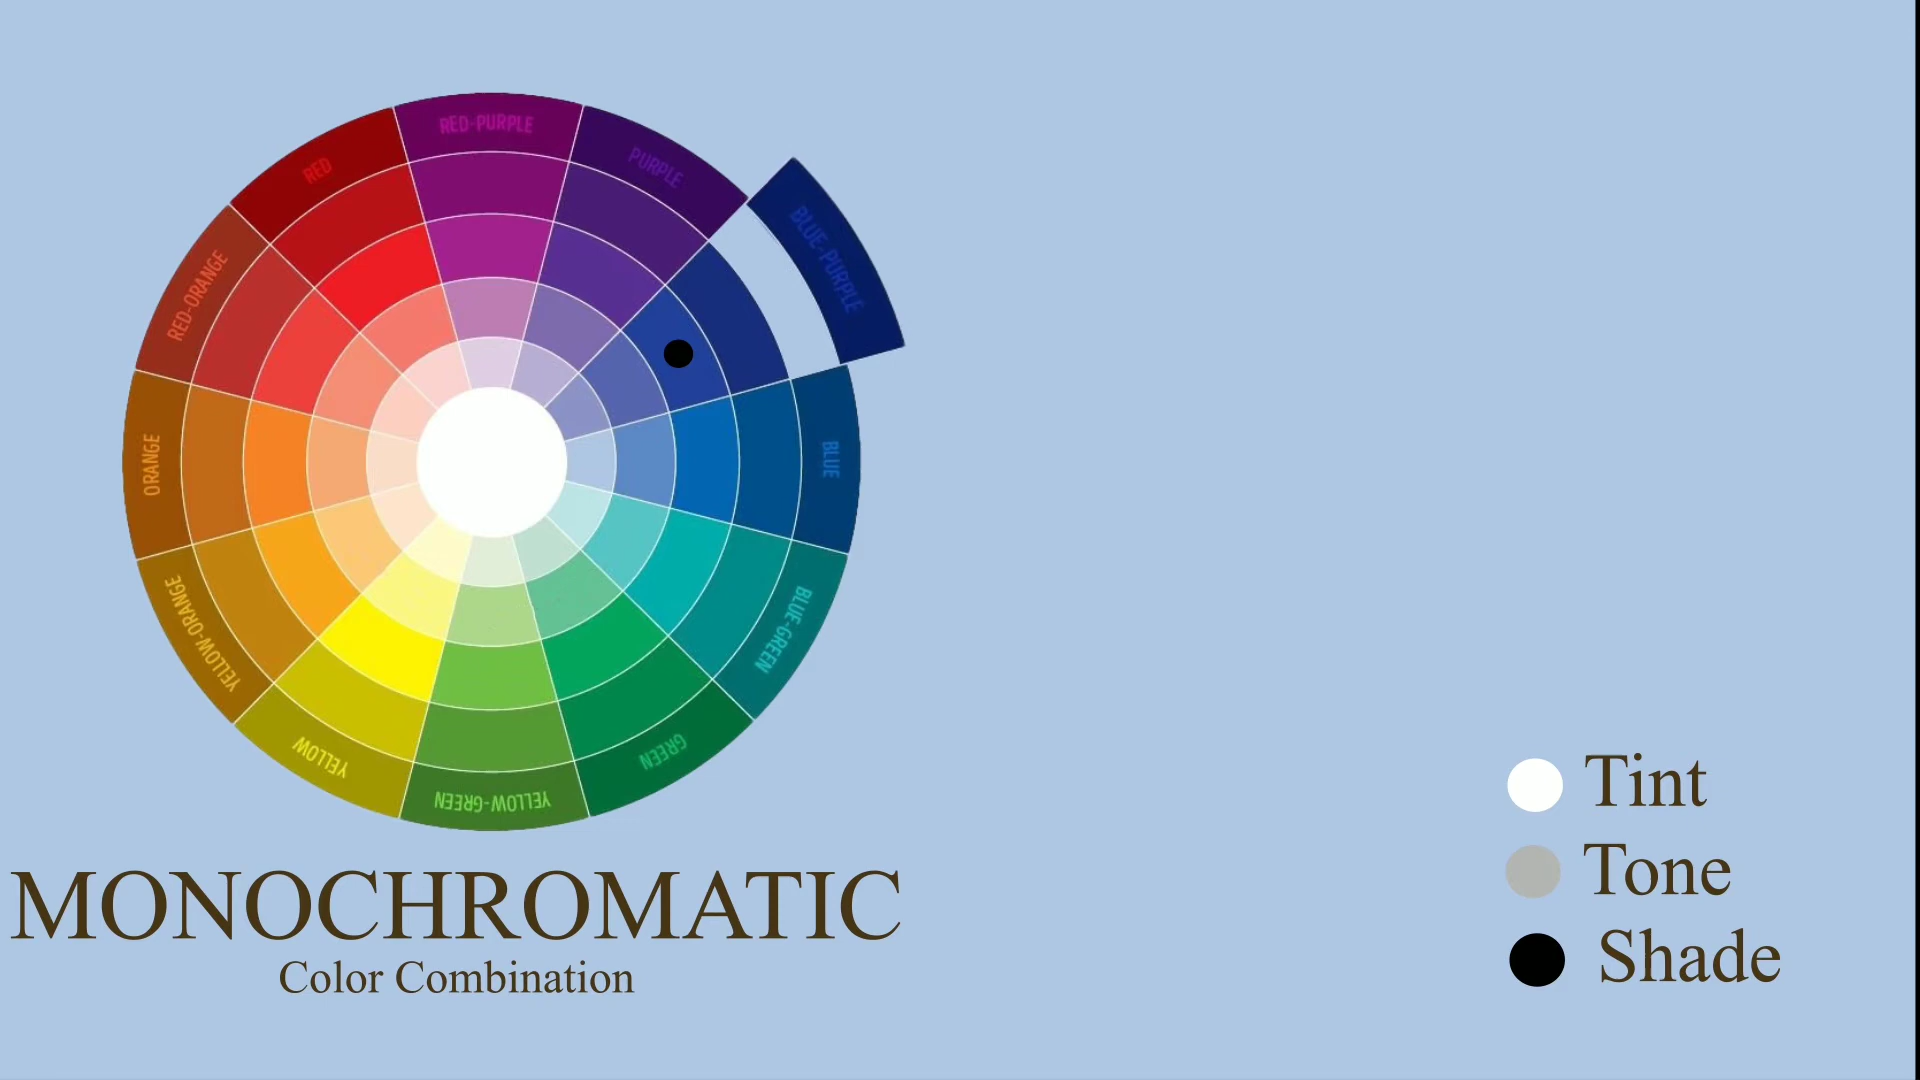 RED-PURPLE
PURPLE
BLUE-PURPLE
BLUE
BLUE-GREEN
GREEN
YELLOW-GREEN
YELLOW
YELLOW-ORANGE
ORANGE
RED-ORANGE
RED
MONOCHROMATIC
Color Combination
Tint
Tone
Shade